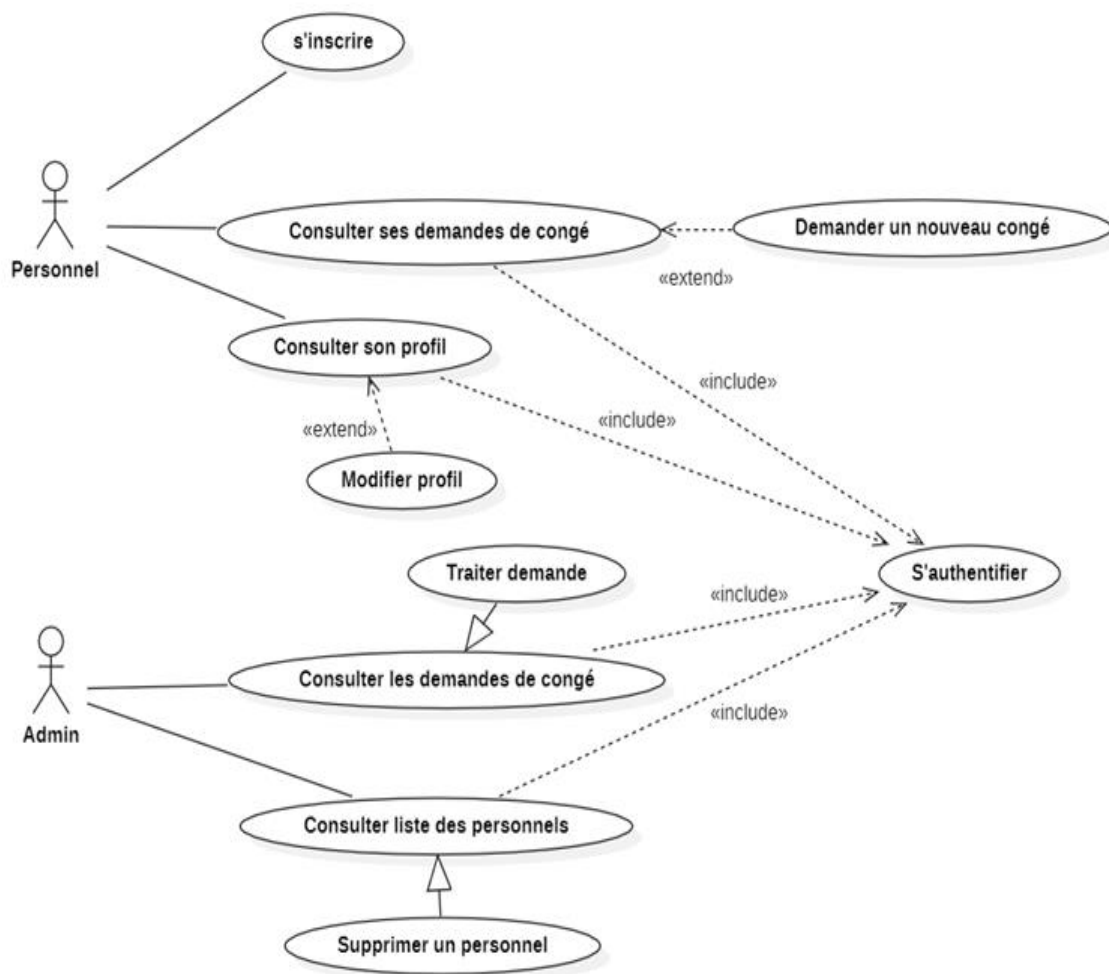 s'inscrire
Consulter ses demandes de congé
Demander un nouveau congé
Personnel
«extend»
Consulter son profil
«include»
«include»
«extend»
Modifier profil
Traiter demande
S'authentifier
«include»
Consulter les demandes de congé
«include»
Admin
Consulter liste des personnels
Supprimer un personnel